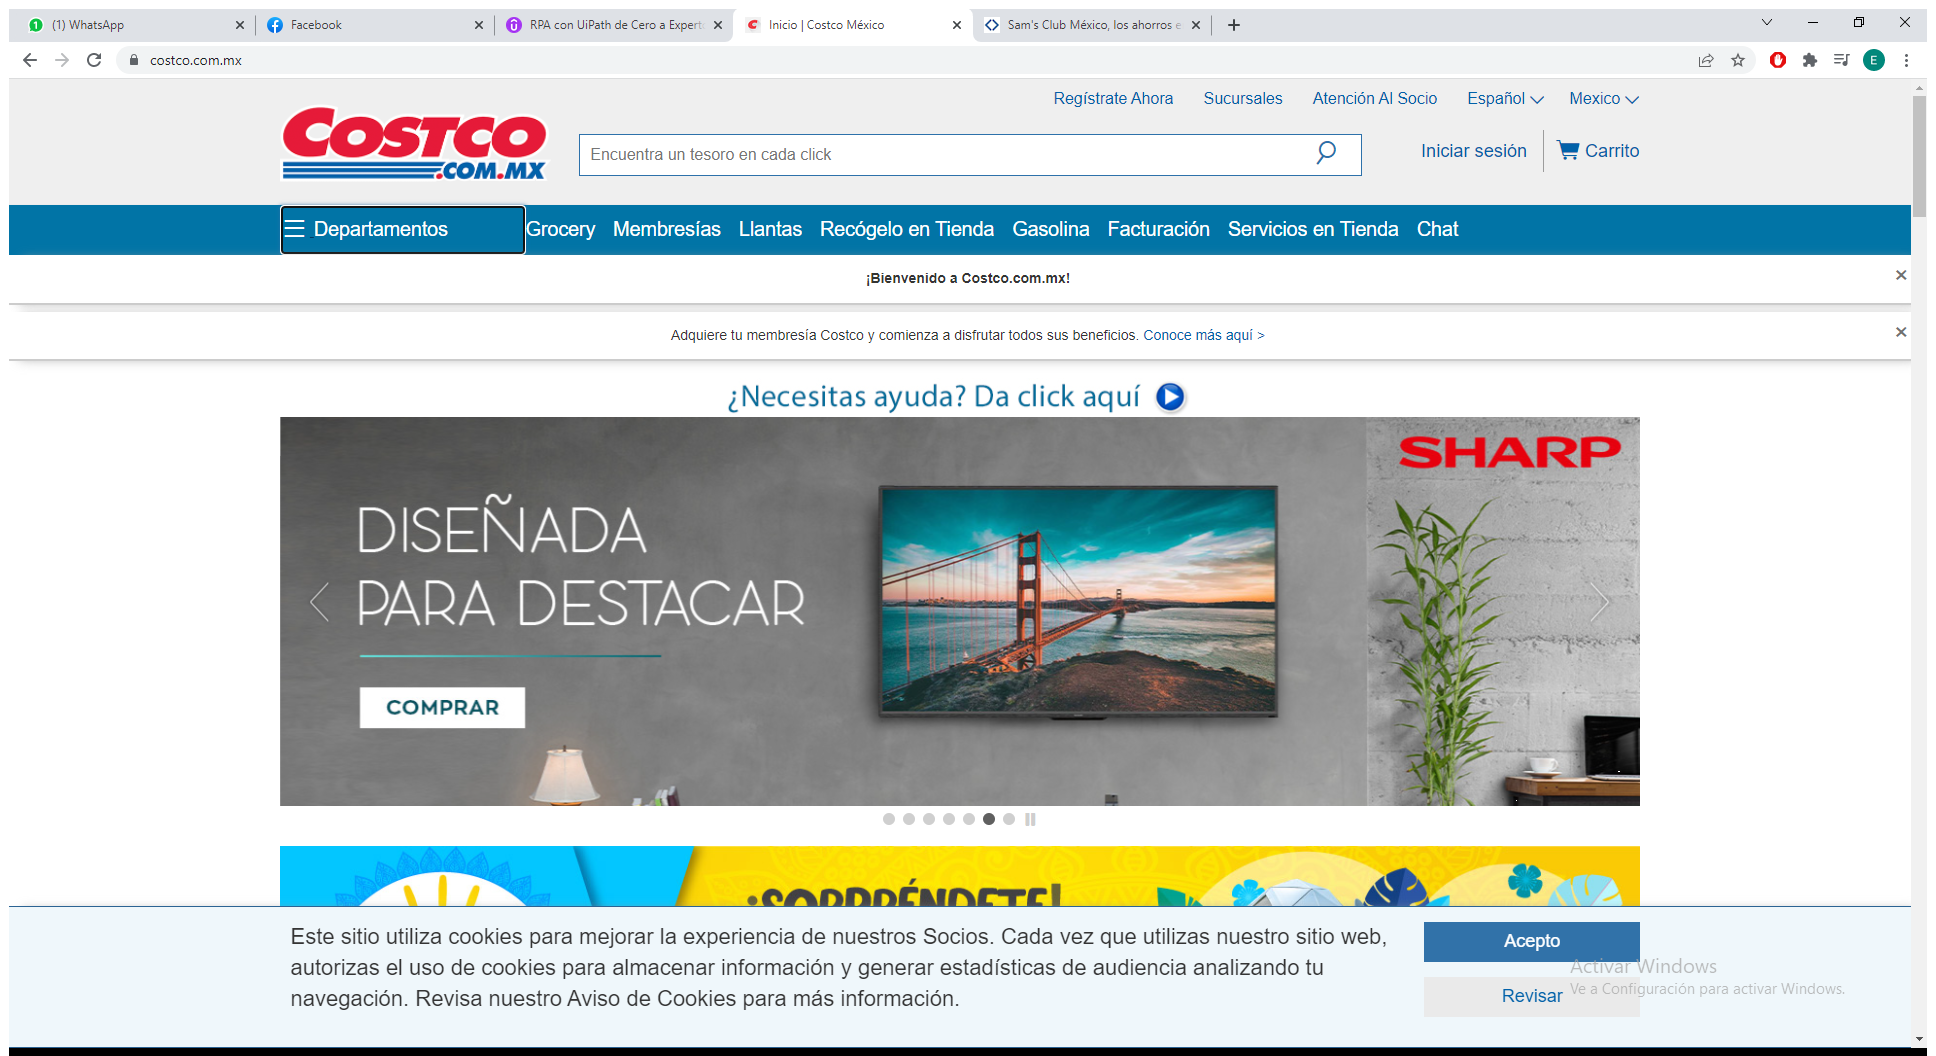 (1) WhatsApp
Facebook
RPA con UiPath de Cero a Experto
Inicio | Costco México
Sam's Club México, los ahorros e
costco.com.mx
E
Regístrate Ahora
Sucursales
Atención Al Socio
Español
Mexico
COSTCO
.COM.MX
Encuentra un tesoro en cada click
Iniciar sesión
Carrito
Departamentos
Grocery
Membresías
Llantas
Recógelo en Tienda
Gasolina
Facturación
Servicios en Tienda
Chat
¡Bienvenido a Costco.com.mx!
Adquiere tu membresía Costco y comienza a disfrutar todos sus beneficios. Conoce más aquí >
¿Necesitas ayuda? Da click aquí
SHARP
DISEÑADA
PARA DESTACAR
COMPRAR
¡SORPRÉNDETE!
Este sitio utiliza cookies para mejorar la experiencia de nuestros Socios. Cada vez que utilizas nuestro sitio web,
autorizas el uso de cookies para almacenar información y generar estadísticas de audiencia analizando tu
navegación. Revisa nuestro Aviso de Cookies para más información.
Acepto
Revisar
Activar Windows
Ve a Configuración para activar Windows.